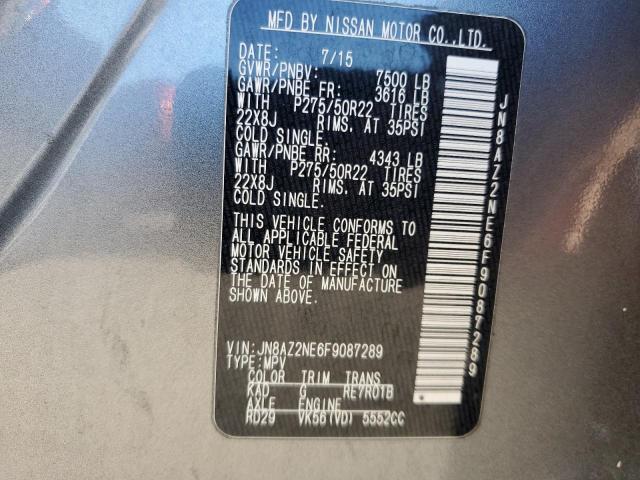 MFD BY NISSAN MOTOR CO.,LTD.
DATE: 7/15
GVWR/PNBV: 7500 LB
GAWR/PNBE FR: 3616 LB
WITH P275/50R22 TIRES
22X8J RIMS. AT 35PSI
COLD SINGLE.
GAWR/PNBE RR: 4343 LB
WITH P275/50R22 TIRES
22X8J RIMS. AT 35PSI
COLD SINGLE.
THIS VEHICLE CONFORMS TO
ALL APPLICABLE FEDERAL
MOTOR VEHICLE SAFETY
STANDARDS IN EFFECT ON
THE DATE OF MANUFACTURE
SHOWN ABOVE.
VIN: JN8AZ2NE6F9087289
TYPE: MPV
COLOR TRIM TRANS
KAD G RE7R01B
AXLE ENGINE
RD29 VK56(VD) 5552CC
JN8AZ2NE6F9087289